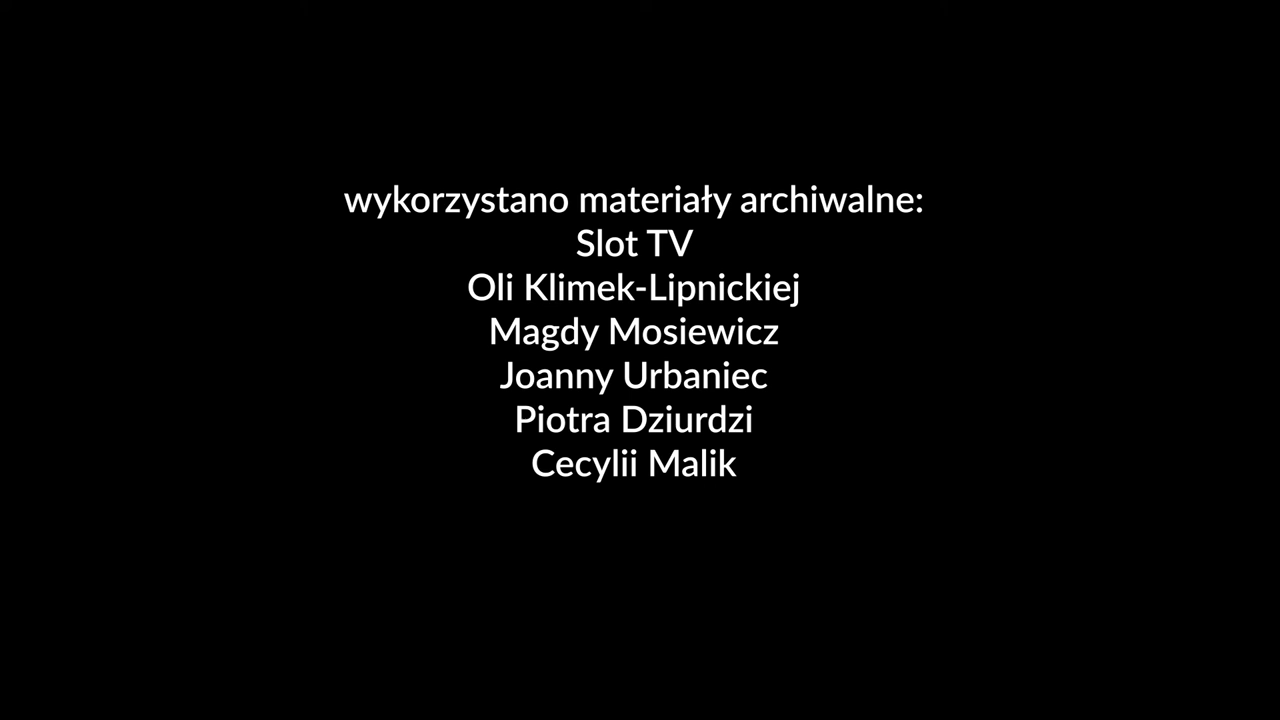 wykorzystano materiały archiwalne:
Slot TV
Oli Klimek-Lipnickiej
Magdy Mosiewicz
Joanny Urbaniec
Piotra Dziurdzi
Cecylii Malik